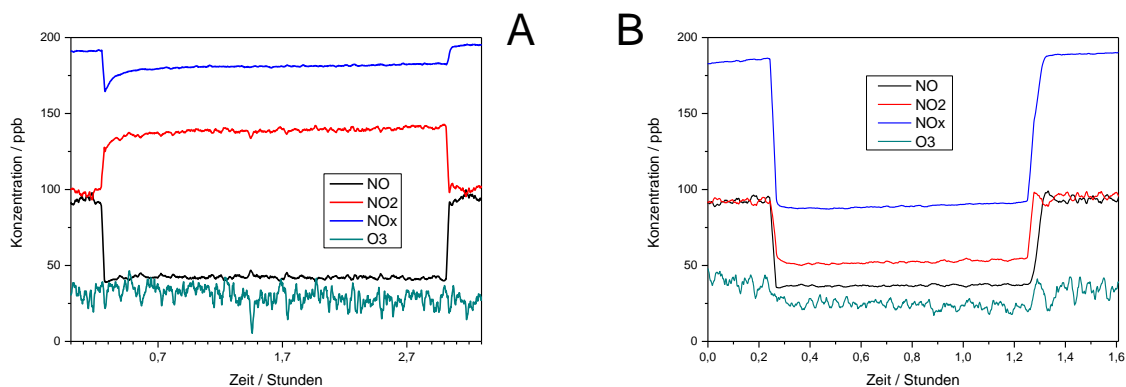 A
200
150
100
50
0
Konzentration / ppb
NO
NO2
NOx
O3
0,7
1,7
2,7
Zeit / Stunden
B
200
150
100
50
0
Konzentration / ppb
NO
NO2
NOx
O3
0,0
0,2
0,4
0,6
0,8
1,0
1,2
1,4
1,6
Zeit / Stunden